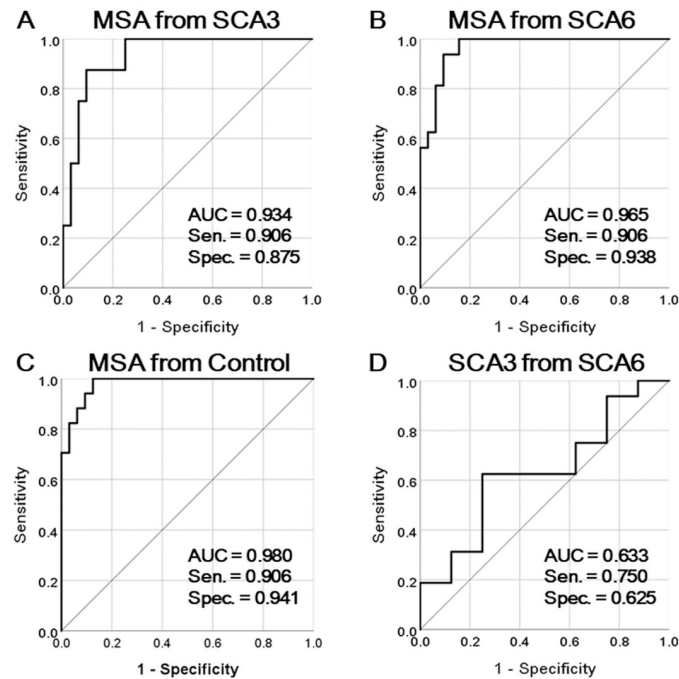 A
MSA from SCA3
1.0
0.8
0.6
0.4
0.2
0.0
Sensitivity
AUC = 0.934
Sen. = 0.906
Spec. = 0.875
0.0 0.2 0.4 0.6 0.8 1.0
1 - Specificity
B
MSA from SCA6
1.0
0.8
0.6
0.4
0.2
0.0
Sensitivity
AUC = 0.965
Sen. = 0.906
Spec. = 0.938
0.0 0.2 0.4 0.6 0.8 1.0
1 - Specificity
C
MSA from Control
1.0
0.8
0.6
0.4
0.2
0.0
Sensitivity
AUC = 0.980
Sen. = 0.906
Spec. = 0.941
0.0 0.2 0.4 0.6 0.8 1.0
1 - Specificity
D
SCA3 from SCA6
1.0
0.8
0.6
0.4
0.2
0.0
Sensitivity
AUC = 0.633
Sen. = 0.750
Spec. = 0.625
0.0 0.2 0.4 0.6 0.8 1.0
1 - Specificity